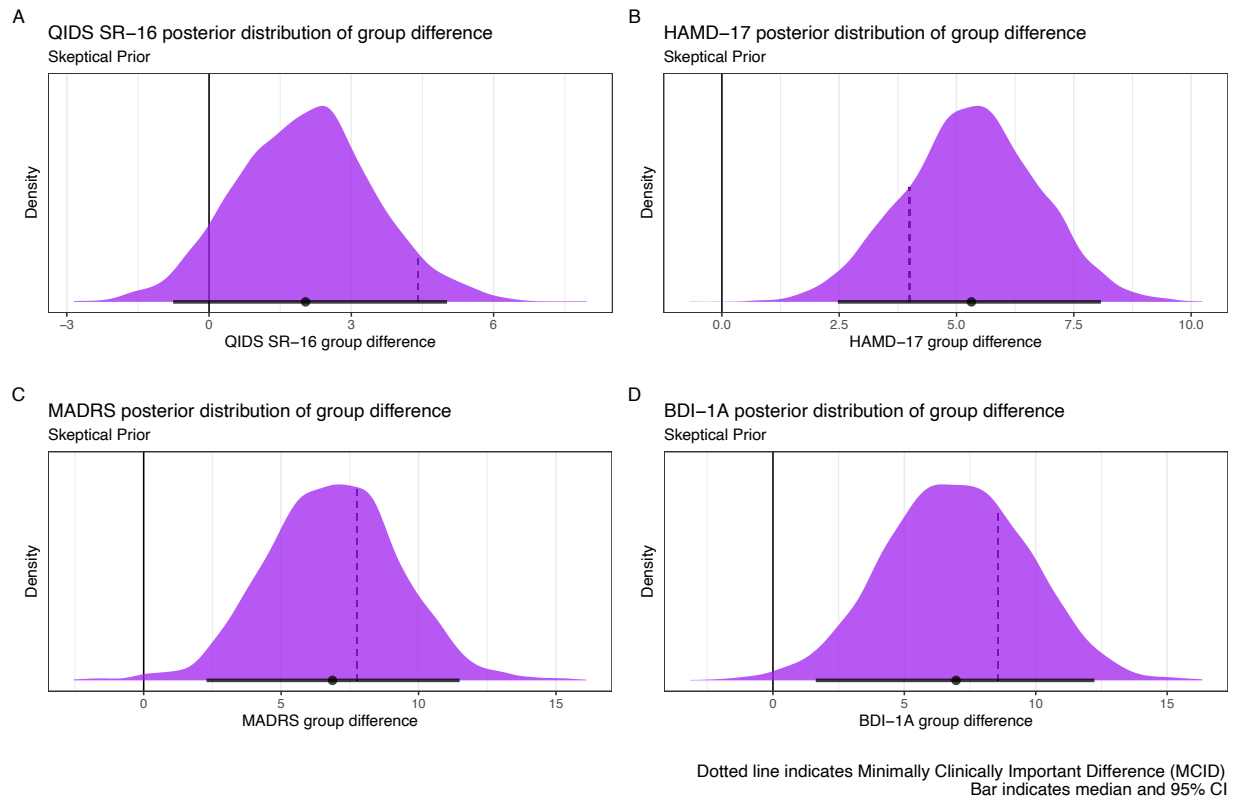 A
QIDS SR−16 posterior distribution of group difference
Skeptical Prior
Density
−3 0 3 6
QIDS SR−16 group difference
B
HAMD−17 posterior distribution of group difference
Skeptical Prior
Density
0.0 2.5 5.0 7.5 10.0
HAMD−17 group difference
C
MADRS posterior distribution of group difference
Skeptical Prior
Density
0 5 10 15
MADRS group difference
D
BDI−1A posterior distribution of group difference
Skeptical Prior
Density
0 5 10 15
BDI−1A group difference
Dotted line indicates Minimally Clinically Important Difference (MCID)
Bar indicates median and 95% CI